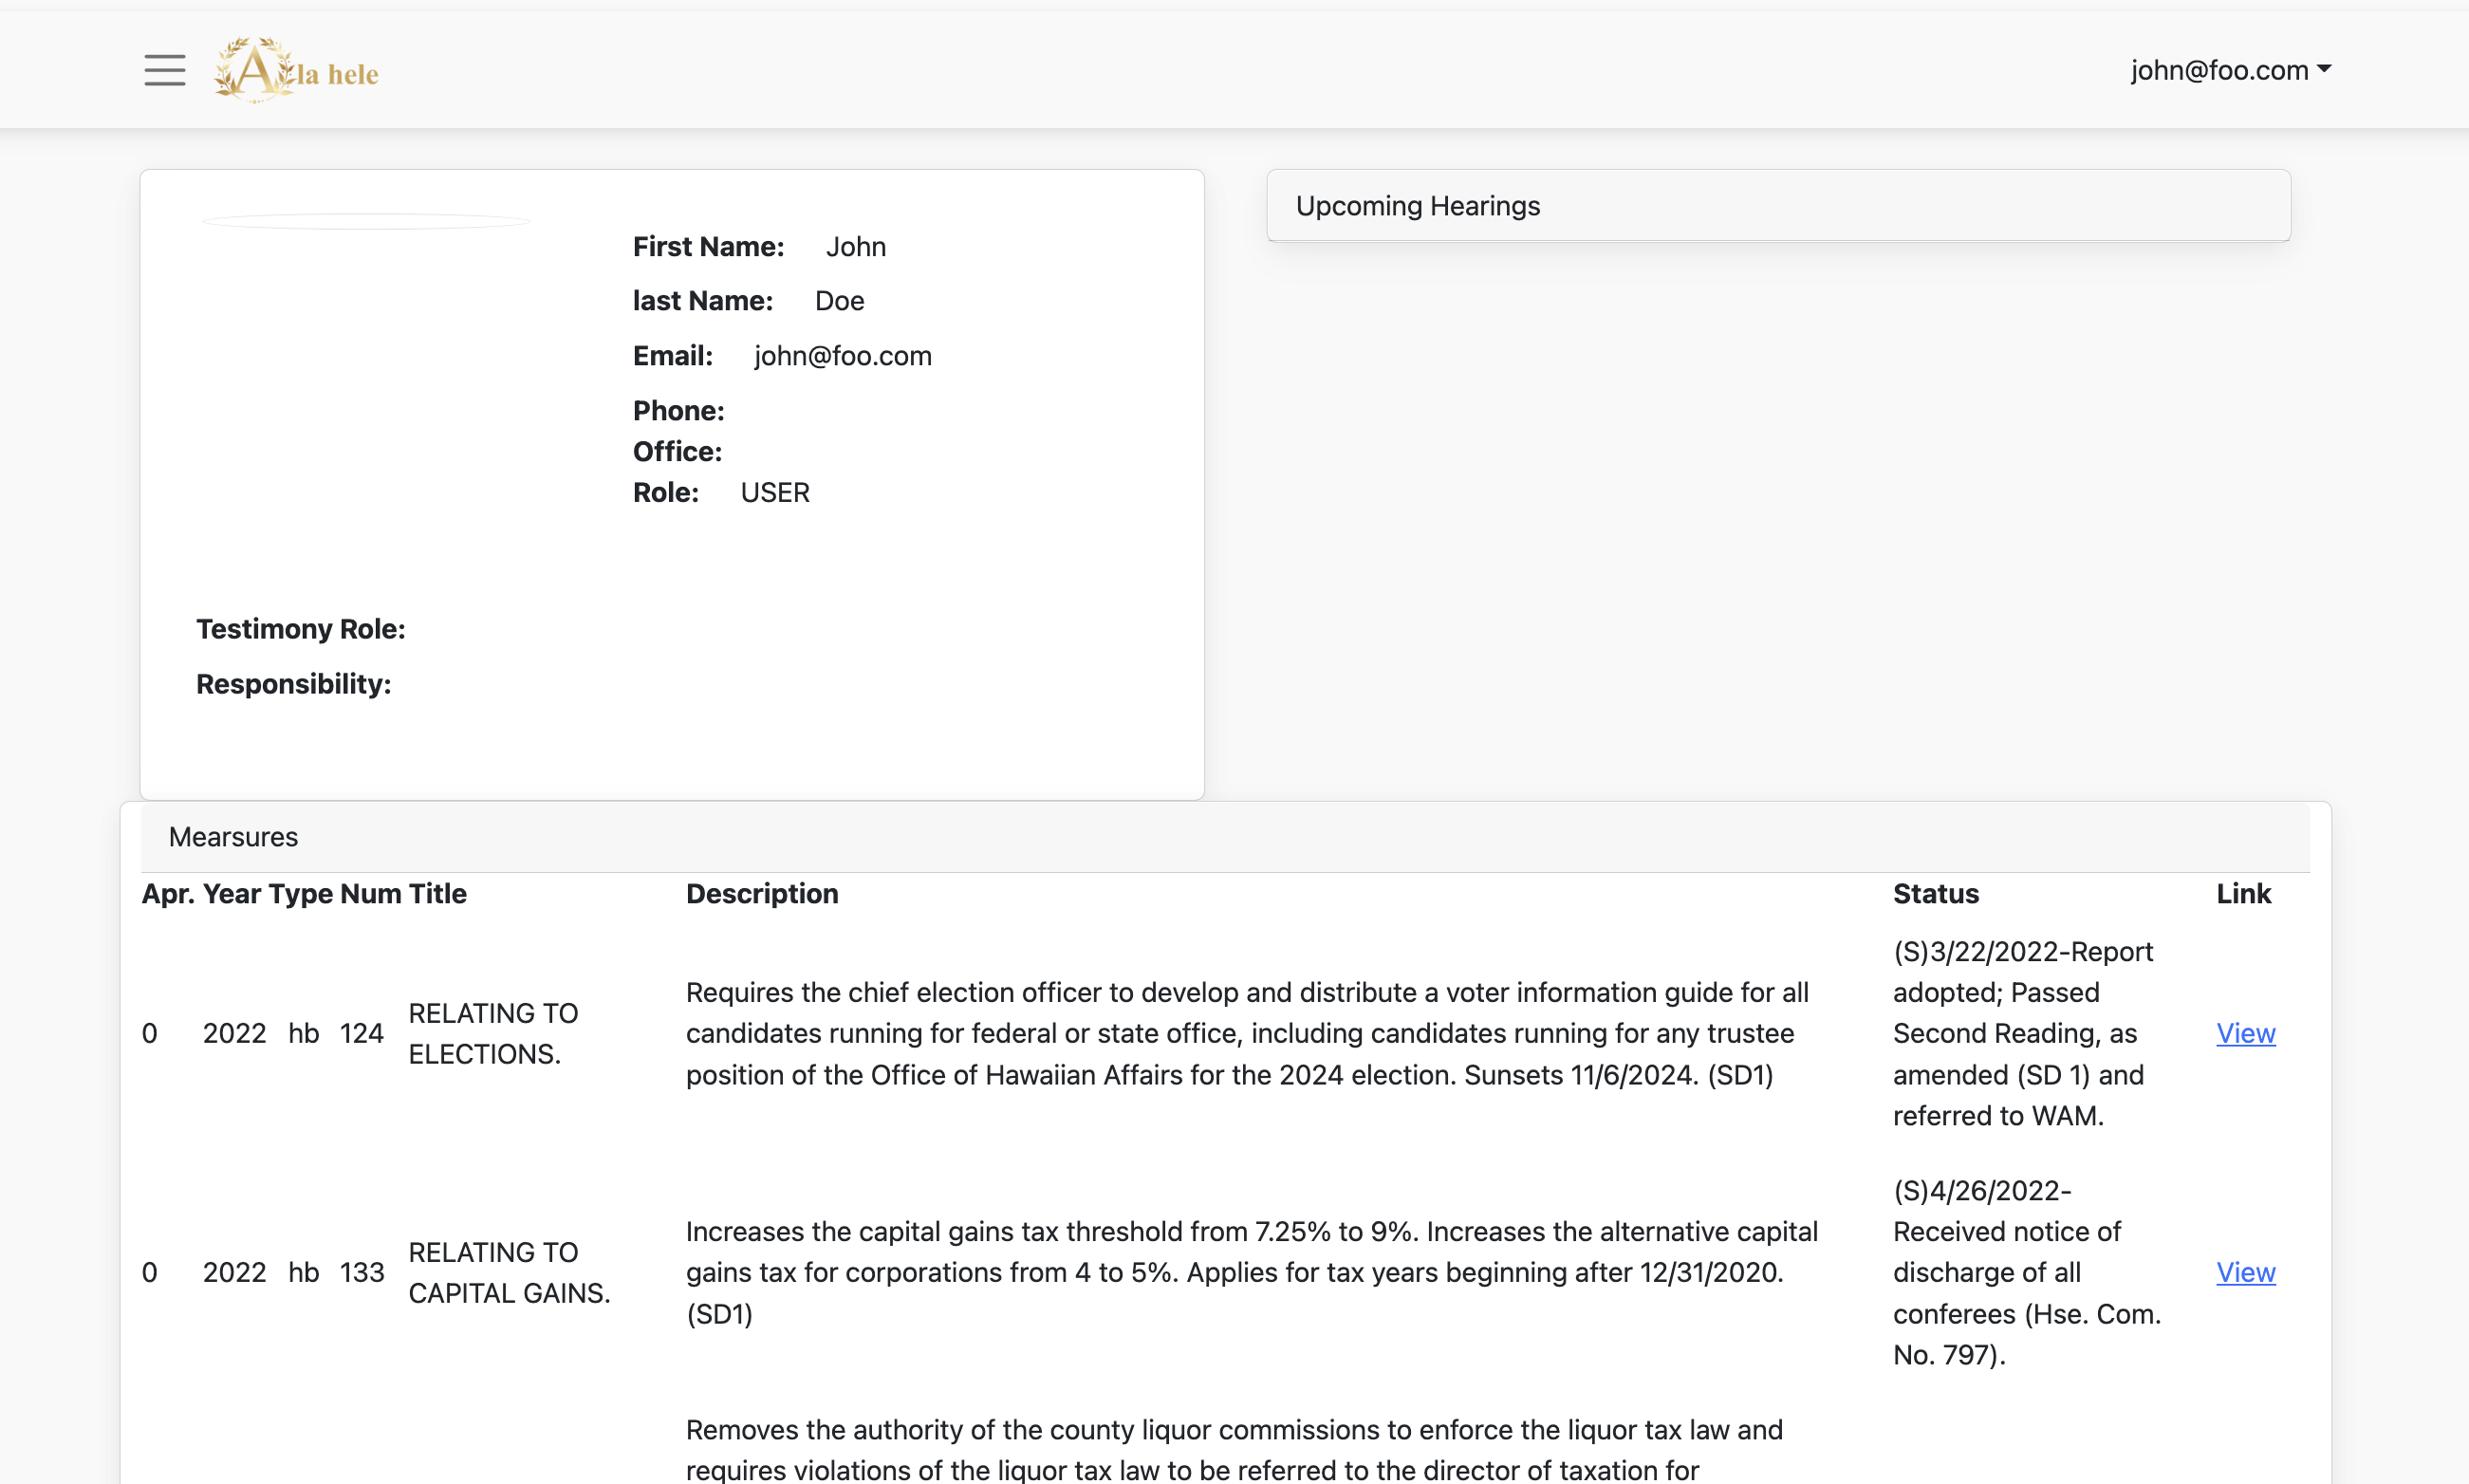 A la hele
john@foo.com
First Name: John
last Name: Doe
Email: john@foo.com
Phone:
Office:
Role: USER
Testimony Role:
Responsibility:
Upcoming Hearings
Mearsures
Apr. Year Type Num Title Description Status Link
0 2022 hb 124
RELATING TO
ELECTIONS.
Requires the chief election officer to develop and distribute a voter information guide for all
candidates running for federal or state office, including candidates running for any trustee
position of the Office of Hawaiian Affairs for the 2024 election. Sunsets 11/6/2024. (SD1)
(S)3/22/2022-Report
adopted; Passed
Second Reading, as
amended (SD 1) and
referred to WAM.
View
0 2022 hb 133
RELATING TO
CAPITAL GAINS.
Increases the capital gains tax threshold from 7.25% to 9%. Increases the alternative capital
gains tax for corporations from 4 to 5%. Applies for tax years beginning after 12/31/2020.
(SD1)
(S)4/26/2022-
Received notice of
discharge of all
conferees (Hse. Com.
No. 797).
View
Removes the authority of the county liquor commissions to enforce the liquor tax law and
requires violations of the liquor tax law to be referred to the director of taxation for